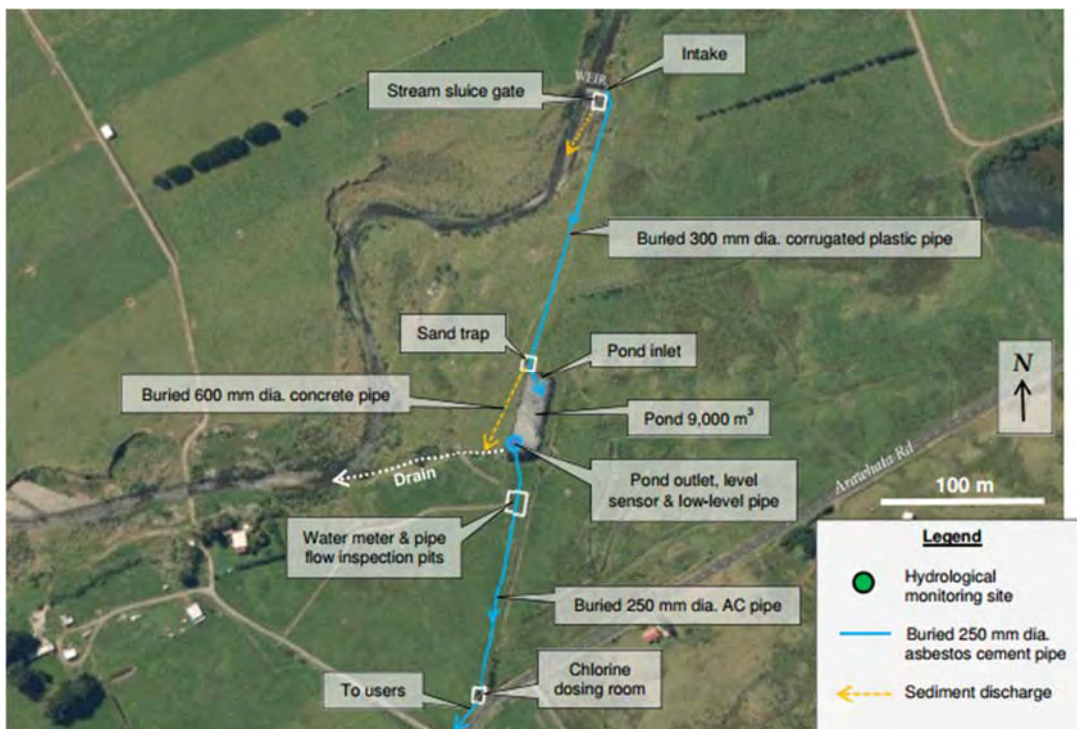 Intake
WEIR
Stream sluice gate
Buried 300 mm dia. corrugated plastic pipe
Sand trap
Pond inlet
Buried 600 mm dia. concrete pipe
Pond 9,000 m³
N
Drain
Pond outlet, level
sensor & low-level pipe
Arawhata Rd
100 m
Water meter & pipe
flow inspection pits
Buried 250 mm dia. AC pipe
To users
Chlorine
dosing room
Legend
Hydrological
monitoring site
Buried 250 mm dia.
asbestos cement pipe
Sediment discharge